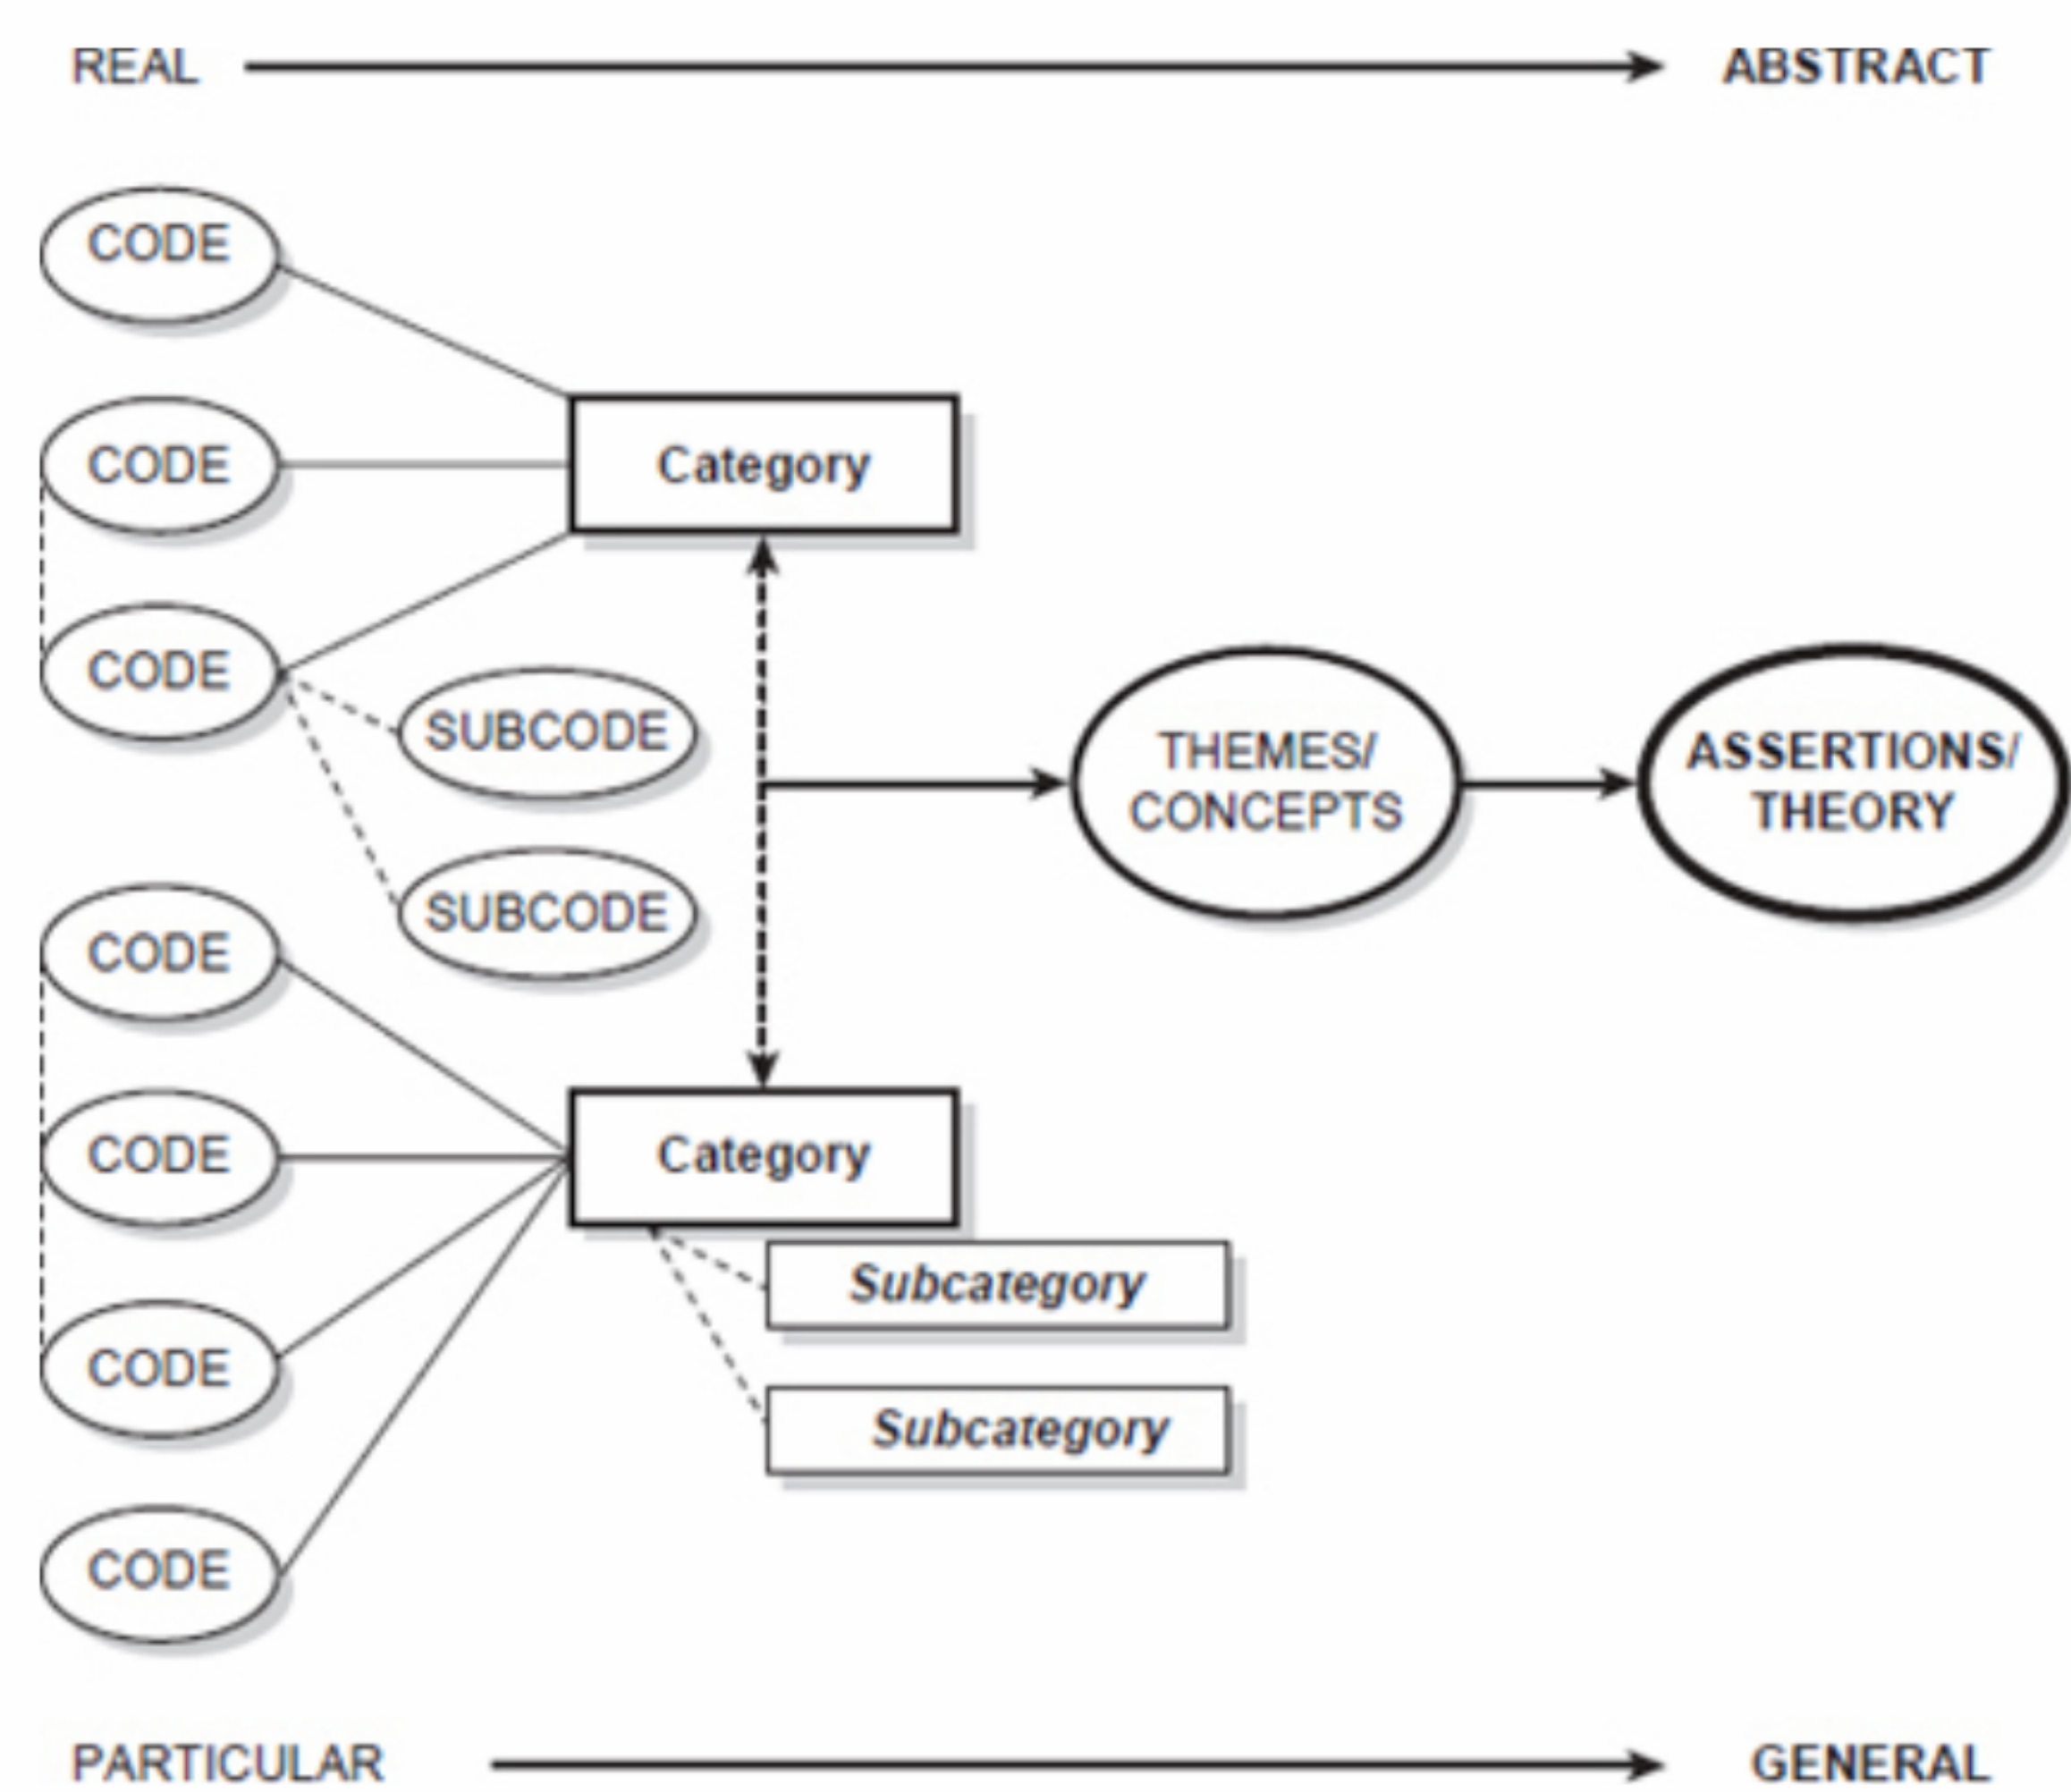 REAL
ABSTRACT
CODE
CODE
Category
CODE
SUBCODE
SUBCODE
THEMES/
CONCEPTS
ASSERTIONS/
THEORY
CODE
CODE
Category
CODE
Subcategory
Subcategory
CODE
PARTICULAR
GENERAL